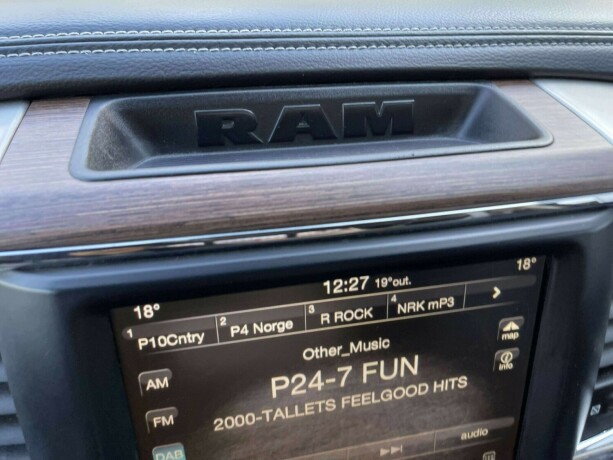 RAM
18° 12:27 19°out. 18°
1 P10Cntry 2 P4 Norge 3 R ROCK 4 NRK mP3 >
Other_Music
map
AM P24-7 FUN info
2000-TALLETS FEELGOOD HITS
FM
DAB audio